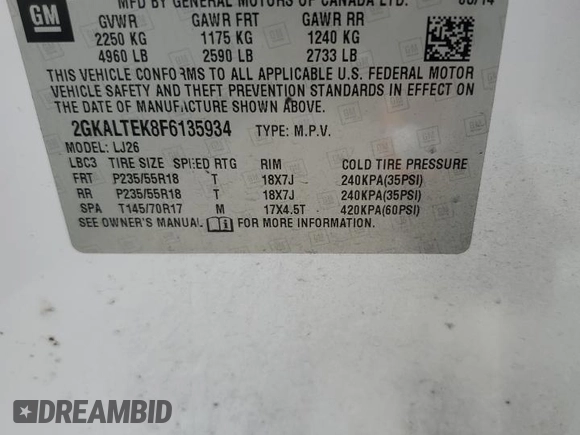 GM
MFD BY GENERAL MOTORS OF CANADA LTD. 08/14
GVWR GAWR FRT GAWR RR
2250 KG 1175 KG 1240 KG
4960 LB 2590 LB 2733 LB
THIS VEHICLE CONFORMS TO ALL APPLICABLE U.S. FEDERAL MOTOR
VEHICLE SAFETY AND THEFT PREVENTION STANDARDS IN EFFECT ON
THE DATE OF MANUFACTURE SHOWN ABOVE.
2GKALTEK8F6135934 TYPE: M.P.V.
MODEL: LJ26
LBC3 TIRE SIZE SPEED RTG RIM COLD TIRE PRESSURE
FRT P235/55R18 T 18X7J 240KPA(35PSI)
RR P235/55R18 T 18X7J 240KPA(35PSI)
SPA T145/70R17 M 17X4.5T 420KPA(60PSI)
SEE OWNER'S MANUAL FOR MORE INFORMATION.
DREAMBID